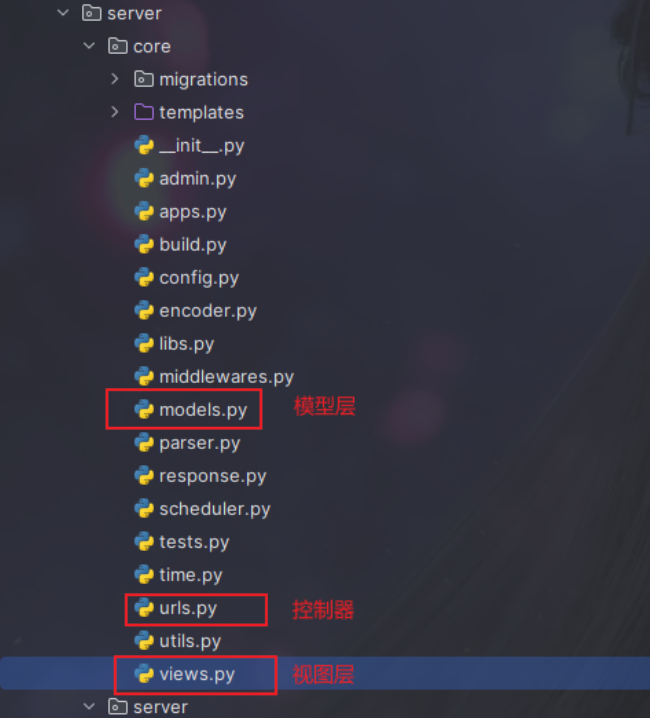 server
core
migrations
templates
__init__.py
admin.py
apps.py
build.py
config.py
encoder.py
libs.py
middlewares.py
models.py 模型层
parser.py
response.py
scheduler.py
tests.py
time.py
urls.py 控制器
utils.py
views.py 视图层
server